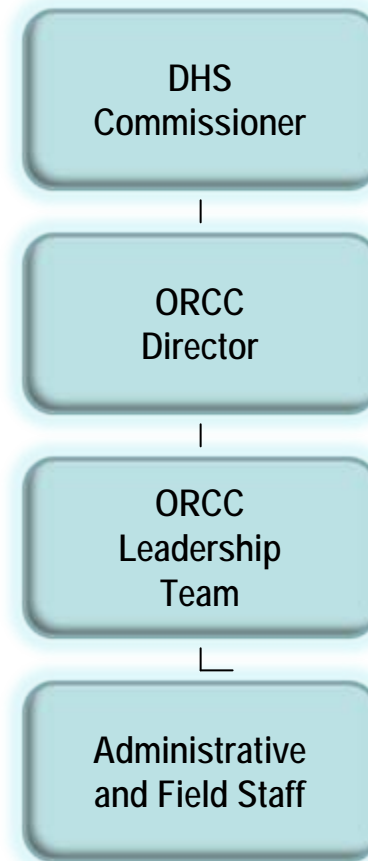 DHS
Commissioner
ORCC
Director
ORCC
Leadership
Team
Administrative
and Field Staff